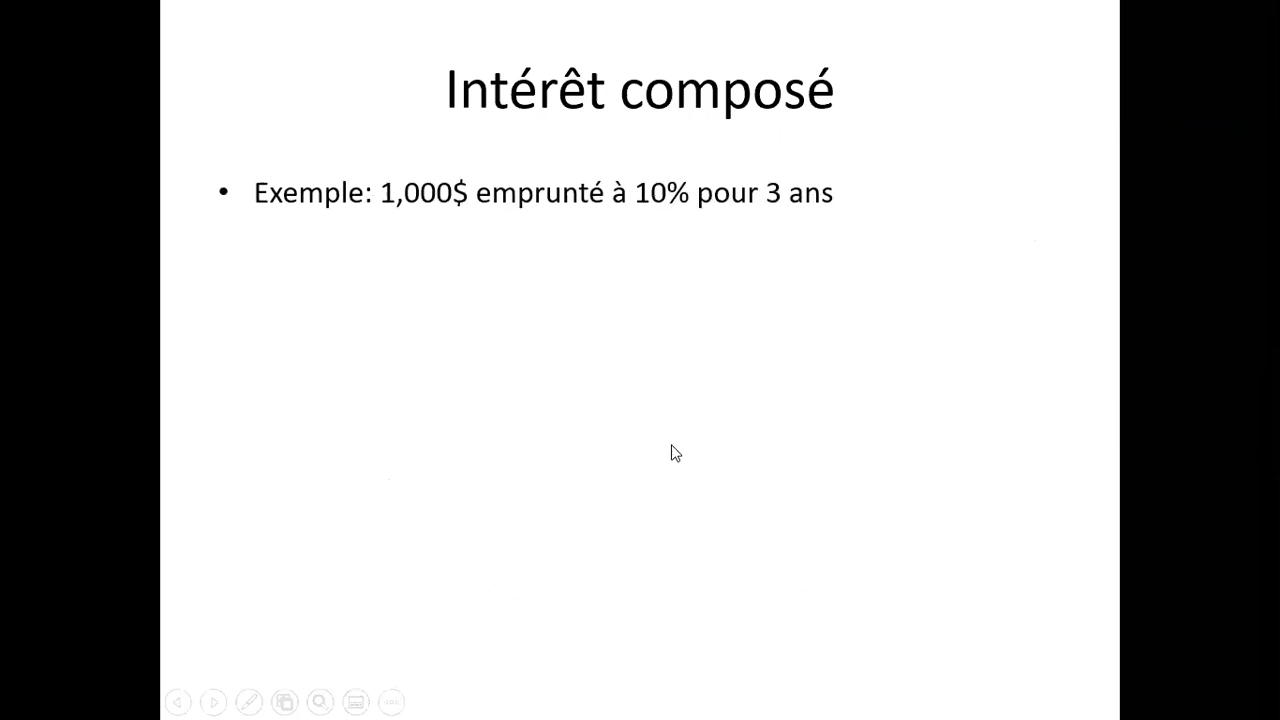 Intérêt composé
• Exemple: 1,000$ emprunté à 10% pour 3 ans